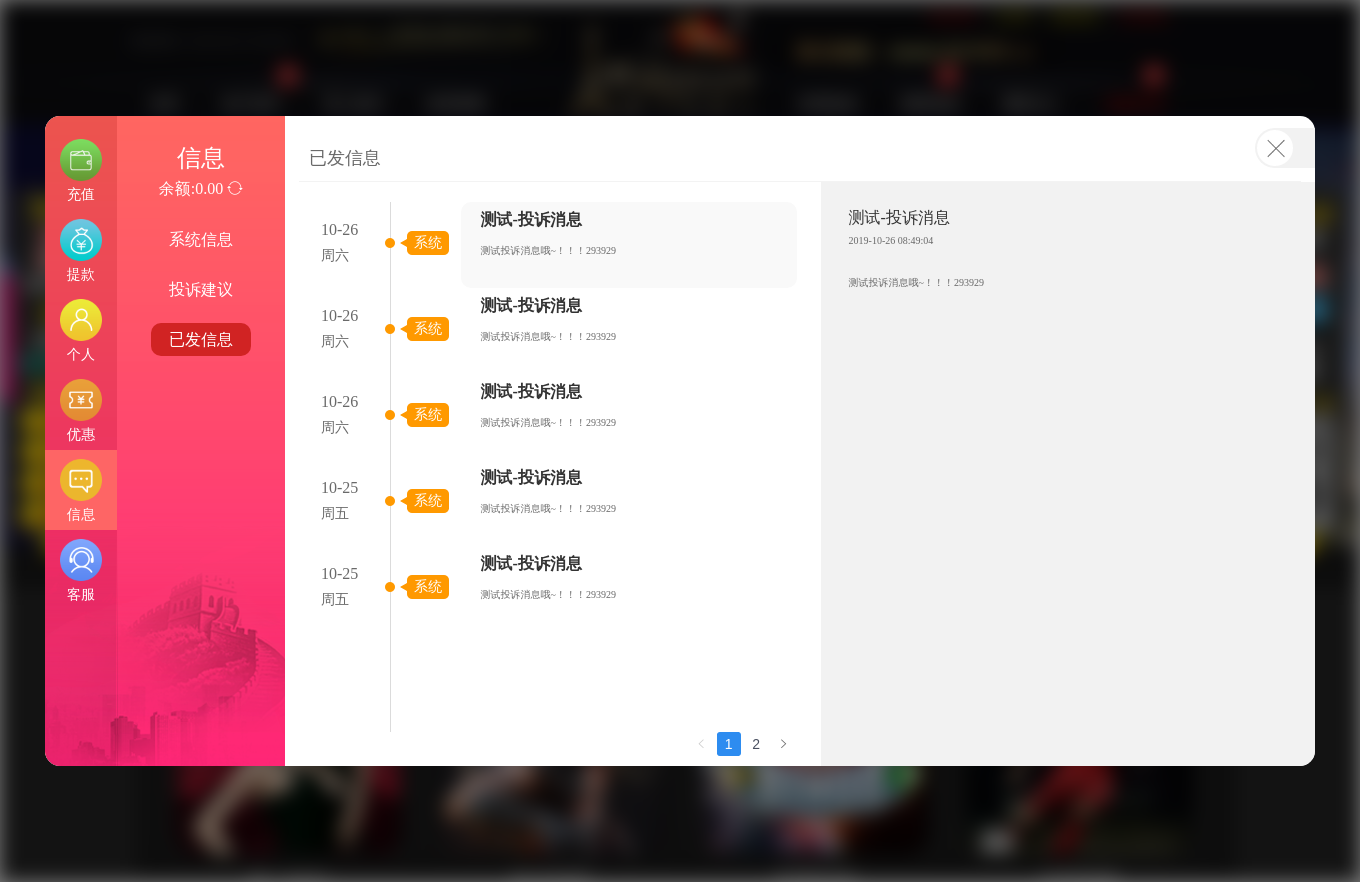 充值
提款
个人
优惠
信息
客服
信息
余额:0.00
系统信息
投诉建议
已发信息
已发信息
10-26
周六
系统
测试-投诉消息
测试投诉消息哦~！！！293929
10-26
周六
系统
测试-投诉消息
测试投诉消息哦~！！！293929
10-26
周六
系统
测试-投诉消息
测试投诉消息哦~！！！293929
10-25
周五
系统
测试-投诉消息
测试投诉消息哦~！！！293929
10-25
周五
系统
测试-投诉消息
测试投诉消息哦~！！！293929
1 2
测试-投诉消息
2019-10-26 08:49:04
测试投诉消息哦~！！！293929